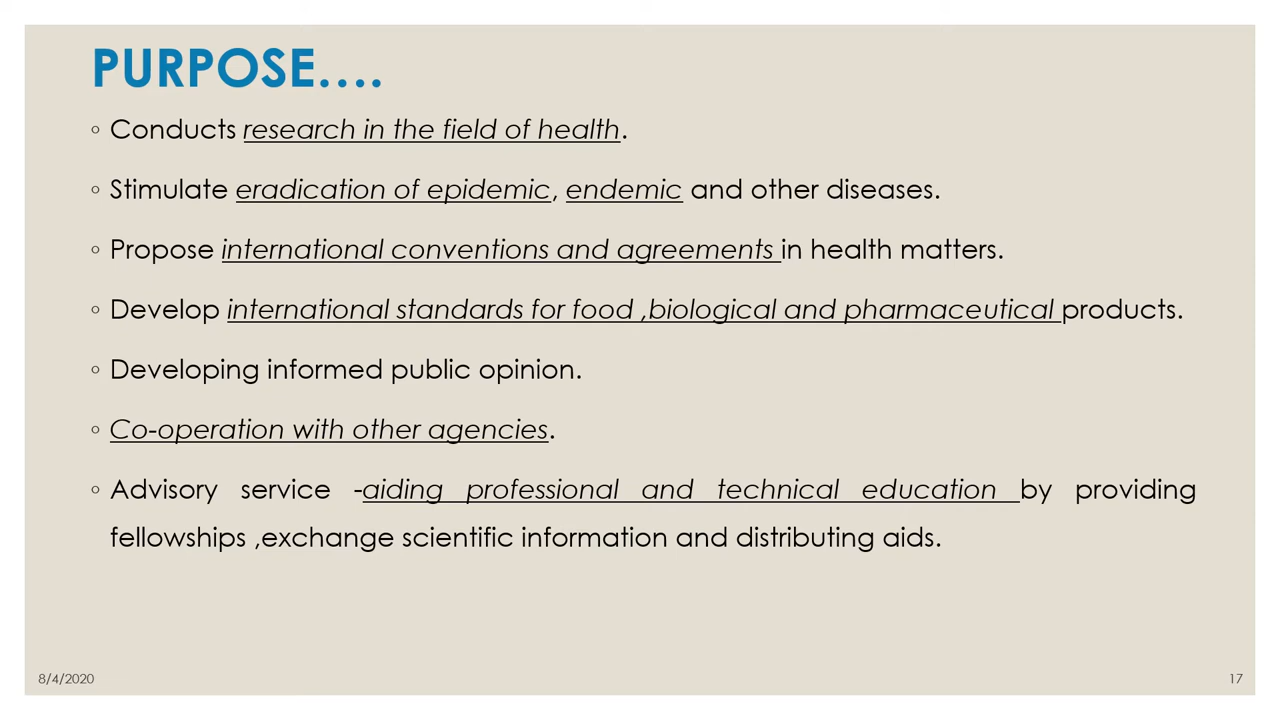 PURPOSE….
◦ Conducts research in the field of health.
◦ Stimulate eradication of epidemic, endemic and other diseases.
◦ Propose international conventions and agreements in health matters.
◦ Develop international standards for food ,biological and pharmaceutical products.
◦ Developing informed public opinion.
◦ Co-operation with other agencies.
◦ Advisory service -aiding professional and technical education by providing
fellowships ,exchange scientific information and distributing aids.
8/4/2020
17